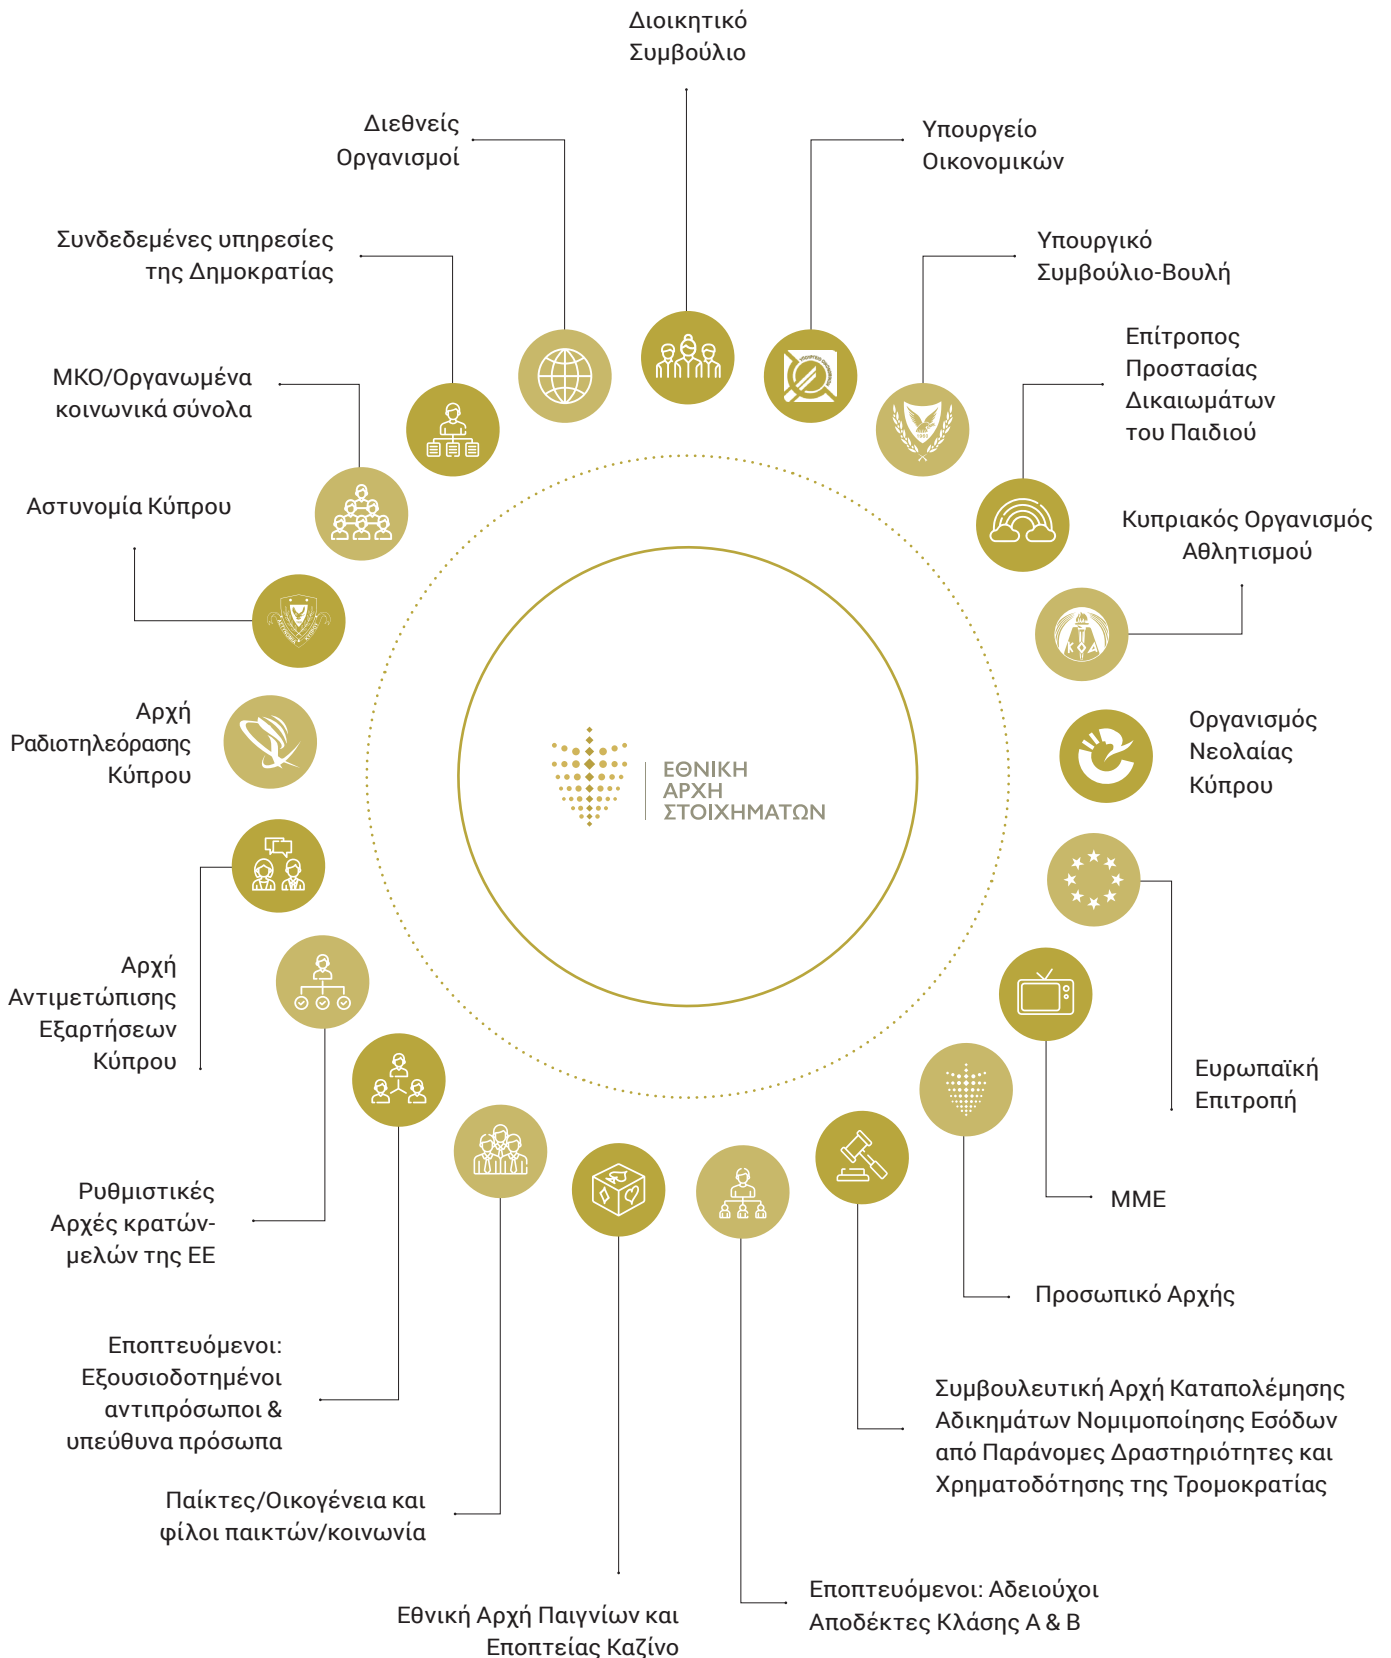 Διοικητικό
Συμβούλιο
Διεθνείς
Οργανισμοί
Υπουργείο
Οικονομικών
Συνδεδεμένες υπηρεσίες
της Δημοκρατίας
Υπουργικό
Συμβούλιο-Βουλή
ΜΚΟ/Οργανωμένα
κοινωνικά σύνολα
Επίτροπος
Προστασίας
Δικαιωμάτων
του Παιδιού
Αστυνομία Κύπρου
Κυπριακός Οργανισμός
Αθλητισμού
Κ Ο Α
Αρχή
Ραδιοτηλεόρασης
Κύπρου
Οργανισμός
Νεολαίας
Κύπρου
ΕΘΝΙΚΗ
ΑΡΧΗ
ΣΤΟΙΧΗΜΑΤΩΝ
Αρχή
Αντιμετώπισης
Εξαρτήσεων
Κύπρου
Ευρωπαϊκή
Επιτροπή
Ρυθμιστικές
Αρχές κρατών-
μελών της ΕΕ
ΜΜΕ
Προσωπικό Αρχής
Εποπτευόμενοι:
Εξουσιοδοτημένοι
αντιπρόσωποι &
υπεύθυνα πρόσωπα
Συμβουλευτική Αρχή Καταπολέμησης
Αδικημάτων Νομιμοποίησης Εσόδων
από Παράνομες Δραστηριότητες και
Χρηματοδότησης της Τρομοκρατίας
Παίκτες/Οικογένεια και
φίλοι παικτών/κοινωνία
Εθνική Αρχή Παιγνίων και
Εποπτείας Καζίνο
Εποπτευόμενοι: Αδειούχοι
Αποδέκτες Κλάσης Α & Β